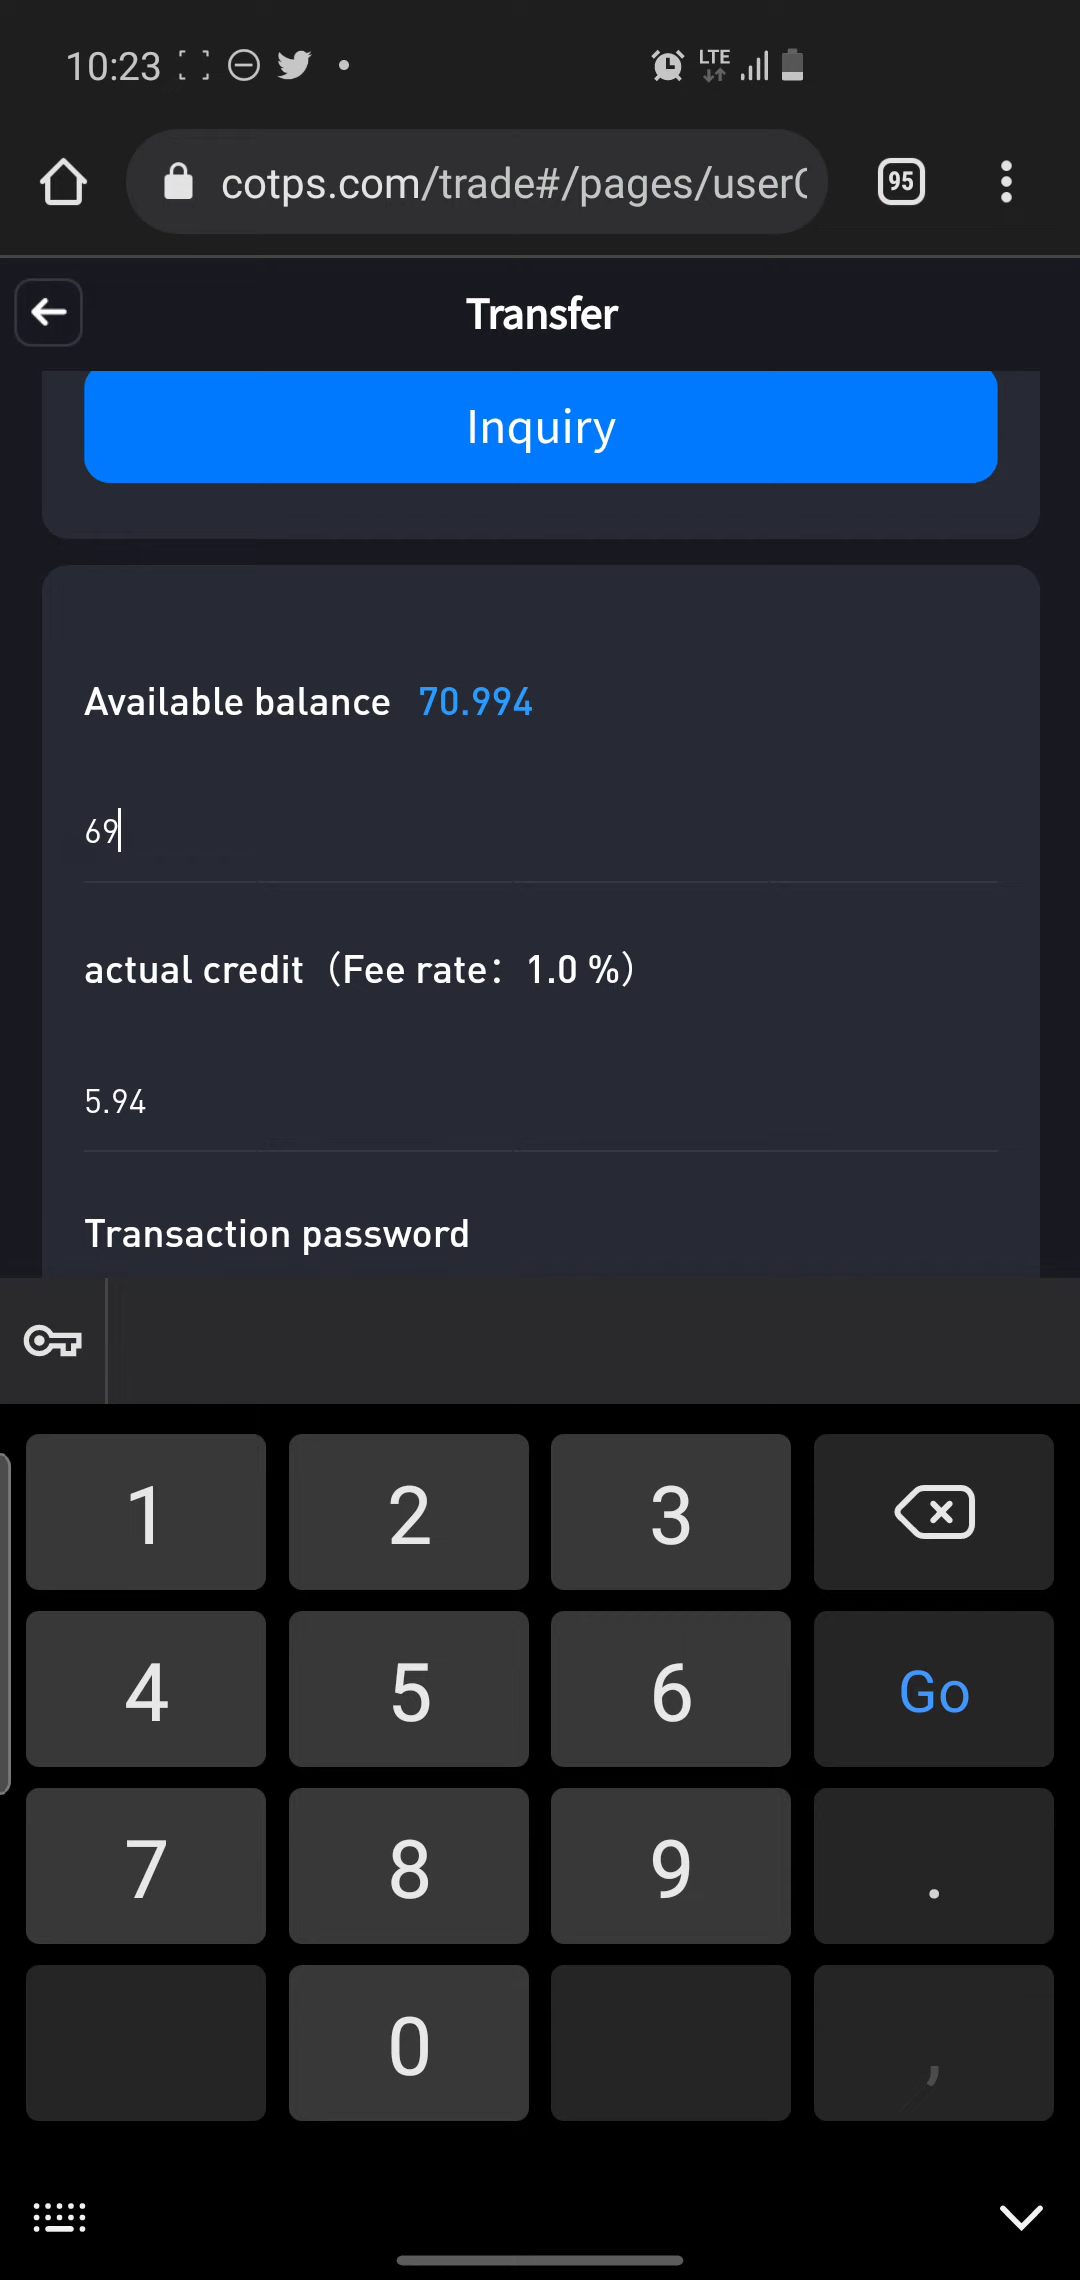 10:23 LTE
cotps.com/trade#/pages/user 95
Transfer
Inquiry
Available balance 70.994
69
actual credit（Fee rate： 1.0 %）
5.94
Transaction password
1 2 3
4 5 6 Go
7 8 9 .
0 ,